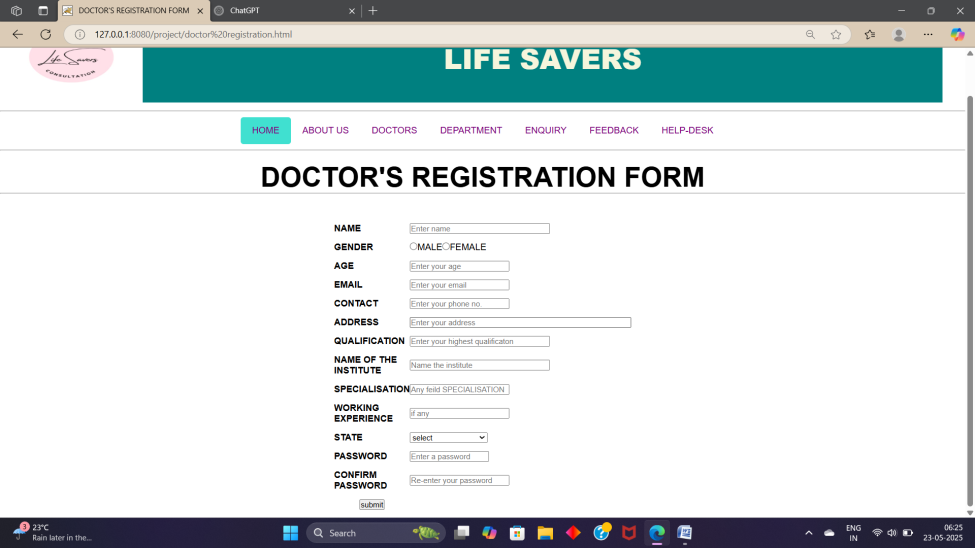 DOCTOR'S REGISTRATION FORM
ChatGPT
127.0.0.1:8080/project/doctor%20registration.html
Life Savers
CONSULTATION
LIFE SAVERS
HOME ABOUT US DOCTORS DEPARTMENT ENQUIRY FEEDBACK HELP-DESK
DOCTOR'S REGISTRATION FORM
NAME Enter name
GENDER MALE FEMALE
AGE Enter your age
EMAIL Enter your email
CONTACT Enter your phone no.
ADDRESS Enter your address
QUALIFICATION Enter your highest qualificaton
NAME OF THE
INSTITUTE Name the institute
SPECIALISATION Any feild SPECIALISATION
WORKING
EXPERIENCE if any
STATE select
PASSWORD Enter a password
CONFIRM
PASSWORD Re-enter your password
submit
3
23°C
Rain later in the...
Search
ENG
IN
06:25
23-05-2025